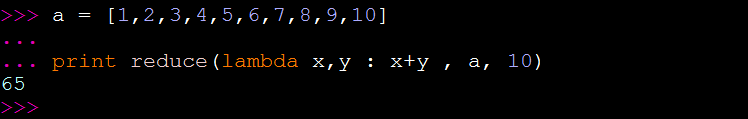 >>> a = [1,2,3,4,5,6,7,8,9,10]
...
... print reduce(lambda x,y : x+y , a, 10)
65
>>>